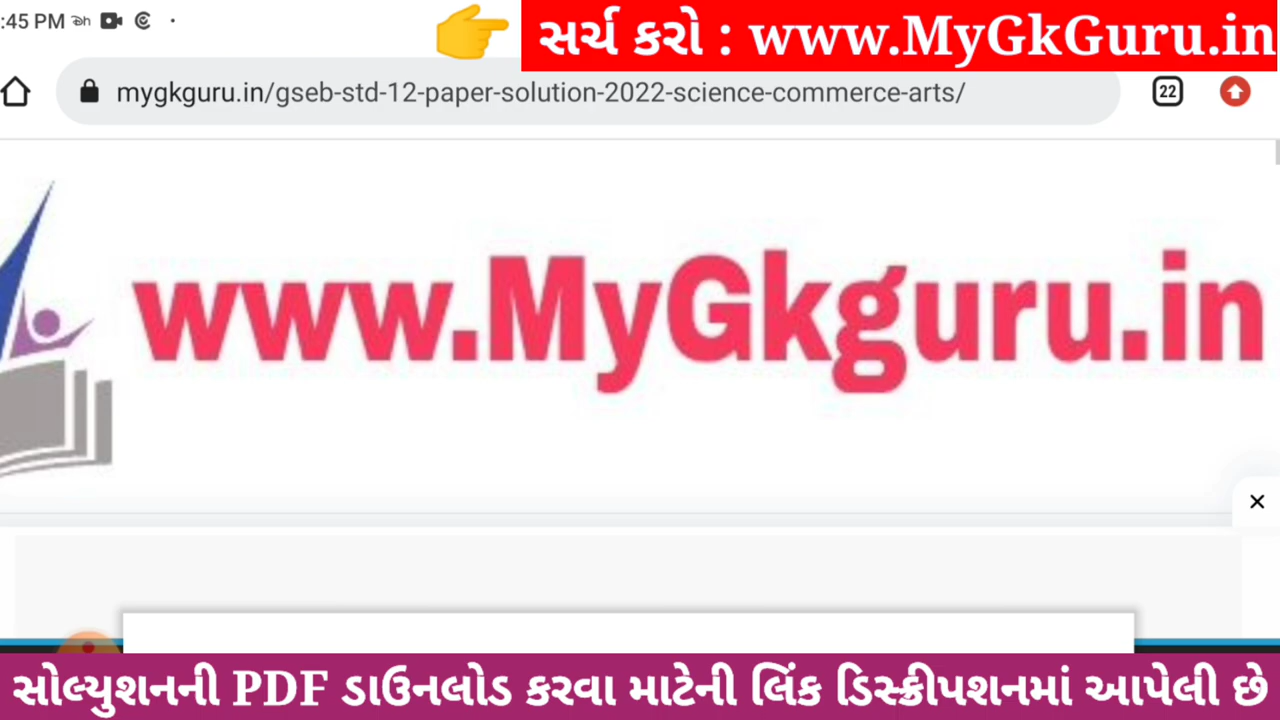 :45 PM
સર્ચ કરો : www.MyGkGuru.in
mygkguru.in/gseb-std-12-paper-solution-2022-science-commerce-arts/
22
www.MyGkguru.in
સોલ્યુશનની PDF ડાઉનલોડ કરવા માટેની લિંક ડિસ્ક્રીપશનમાં આપેલી છે